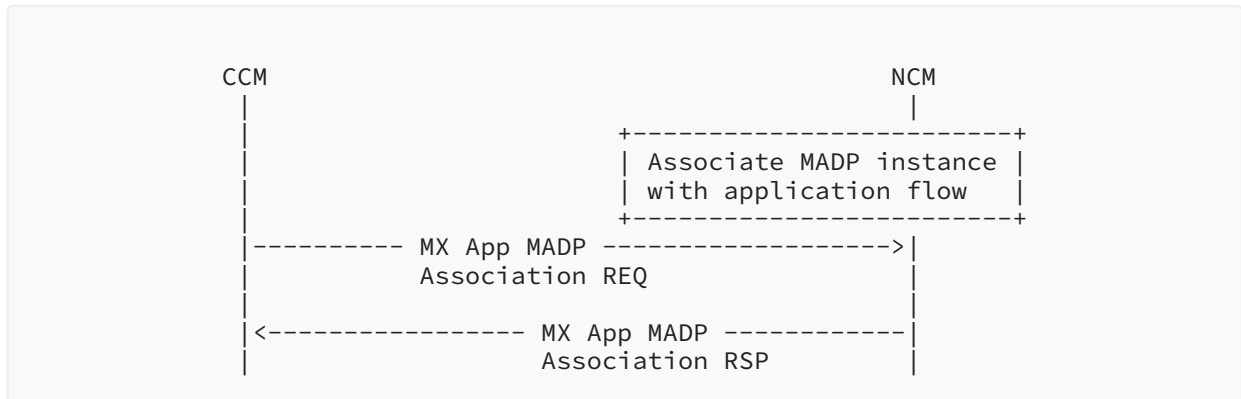 CCM NCM
Associate MADP instance
with application flow
MX App MADP
Association REQ
MX App MADP
Association RSP